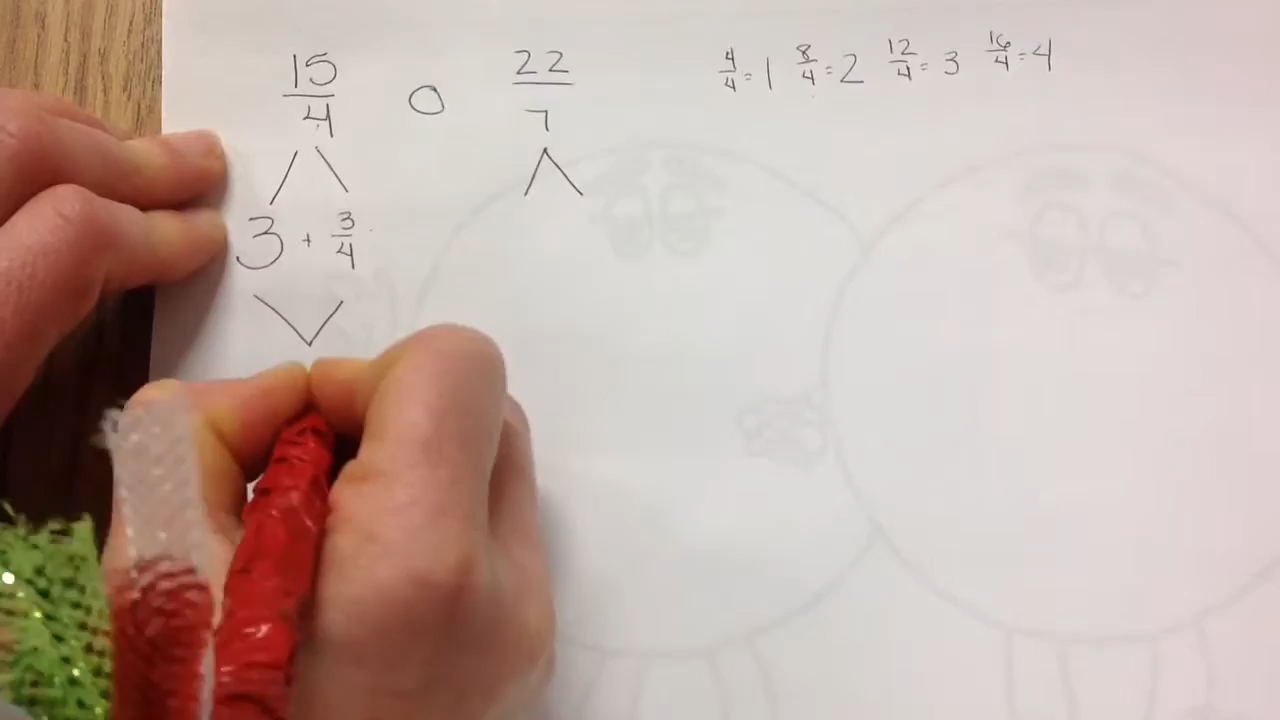 15/4 ○ 22/7
3 + 3/4
4/4 = 1 8/4 = 2 12/4 = 3 16/4 = 4